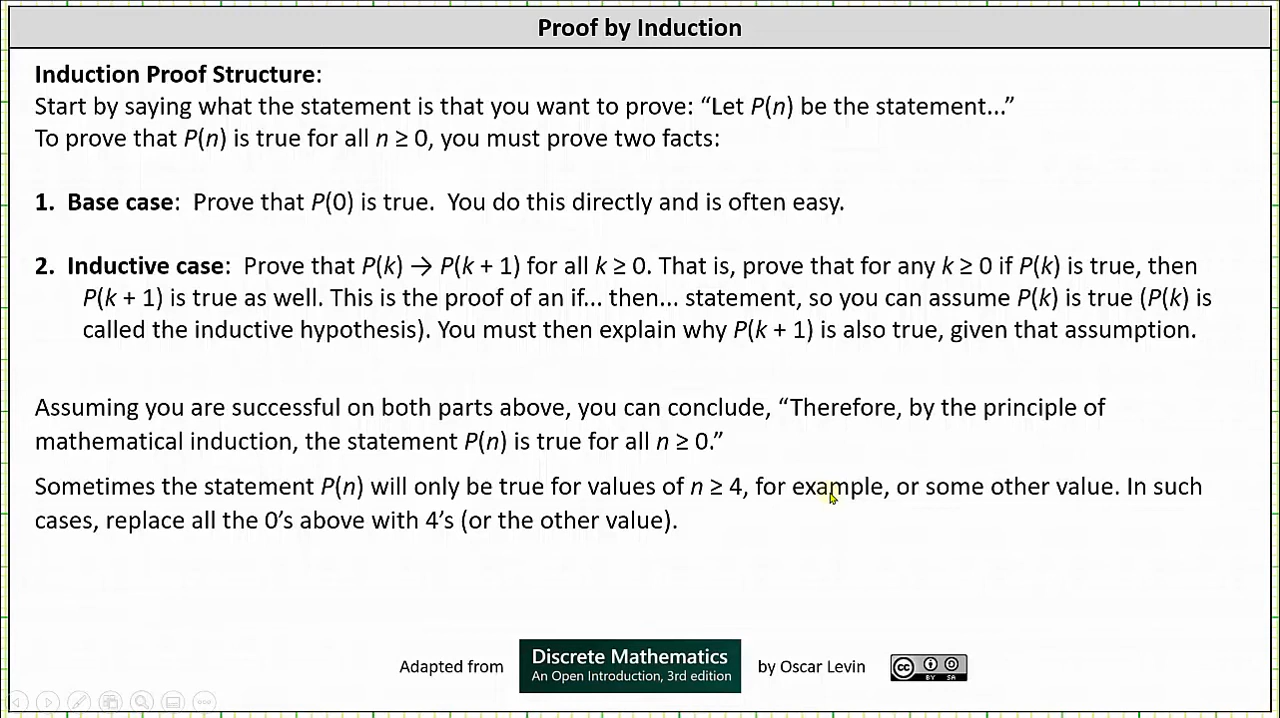 Proof by Induction
Induction Proof Structure:
Start by saying what the statement is that you want to prove: “Let P(n) be the statement...”
To prove that P(n) is true for all n ≥ 0, you must prove two facts:
1. Base case: Prove that P(0) is true. You do this directly and is often easy.
2. Inductive case: Prove that P(k) → P(k + 1) for all k ≥ 0. That is, prove that for any k ≥ 0 if P(k) is true, then
P(k + 1) is true as well. This is the proof of an if... then... statement, so you can assume P(k) is true (P(k) is
called the inductive hypothesis). You must then explain why P(k + 1) is also true, given that assumption.
Assuming you are successful on both parts above, you can conclude, “Therefore, by the principle of
mathematical induction, the statement P(n) is true for all n ≥ 0.”
Sometimes the statement P(n) will only be true for values of n ≥ 4, for example, or some other value. In such
cases, replace all the 0’s above with 4’s (or the other value).
Adapted from
Discrete Mathematics
An Open Introduction, 3rd edition
by Oscar Levin
cc
BY SA